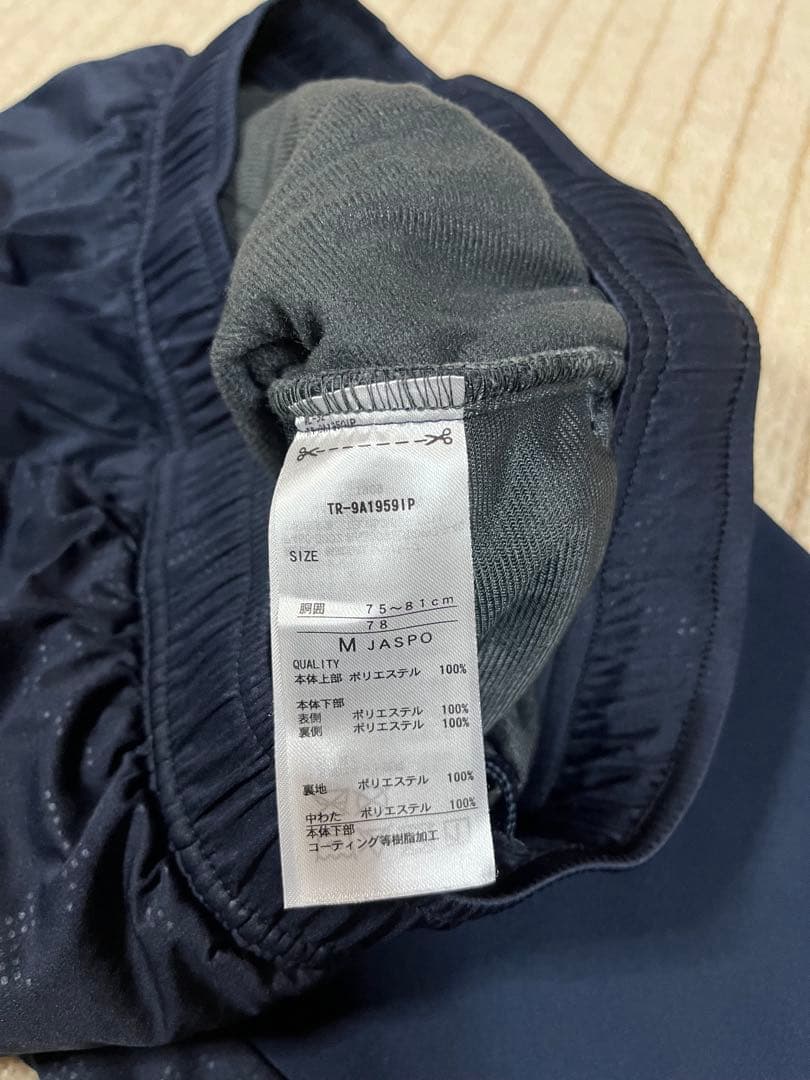 TR-9A1959IP
SIZE
胴囲 75~81cm
78
M JASPO
QUALITY
本体上部 ポリエステル 100%
本体下部
表側 ポリエステル 100%
裏側 ポリエステル 100%
裏地 ポリエステル 100%
中わた ポリエステル 100%
本体下部
コーティング等樹脂加工